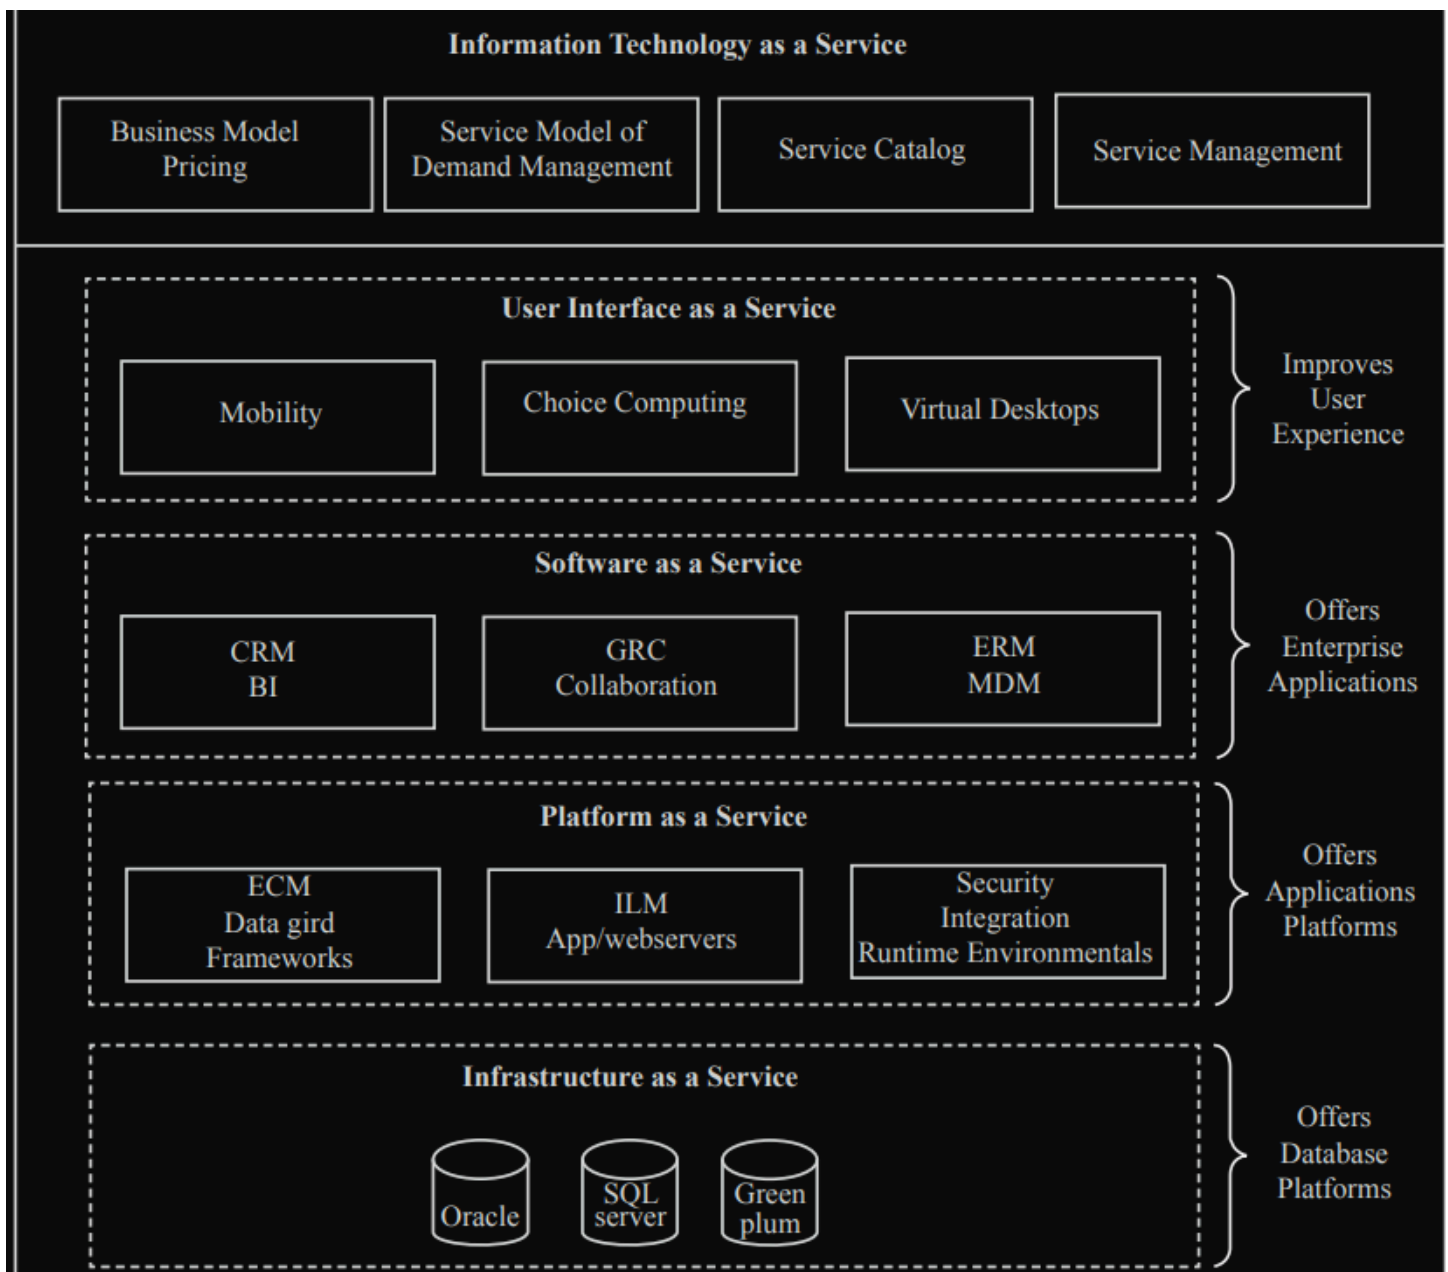 Information Technology as a Service
Business Model
Pricing
Service Model of
Demand Management
Service Catalog
Service Management
User Interface as a Service
Mobility
Choice Computing
Virtual Desktops
Improves
User
Experience
Software as a Service
CRM
BI
GRC
Collaboration
ERM
MDM
Offers
Enterprise
Applications
Platform as a Service
ECM
Data gird
Frameworks
ILM
App/webservers
Security
Integration
Runtime Environmentals
Offers
Applications
Platforms
Infrastructure as a Service
Oracle
SQL
server
Green
plum
Offers
Database
Platforms